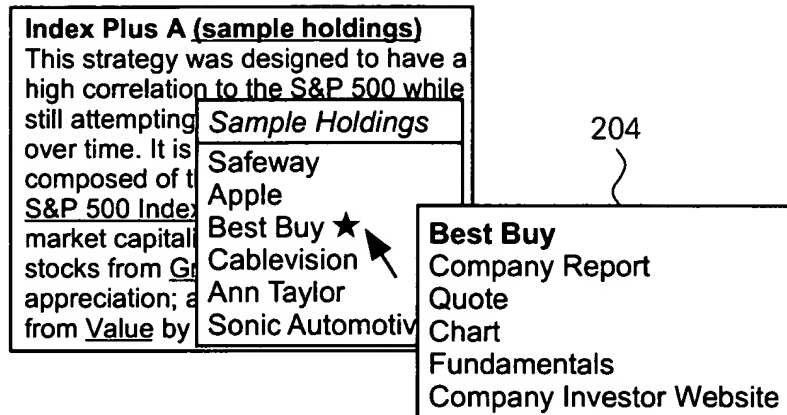 Index Plus A (sample holdings)
This strategy was designed to have a
high correlation to the S&P 500 while
still attempting
over time. It is
composed of t
S&P 500 Index
market capitali
stocks from Gr
appreciation; a
from Value by
Sample Holdings
Safeway
Apple
Best Buy ★
Cablevision
Ann Taylor
Sonic Automotiv
204
Best Buy
Company Report
Quote
Chart
Fundamentals
Company Investor Website